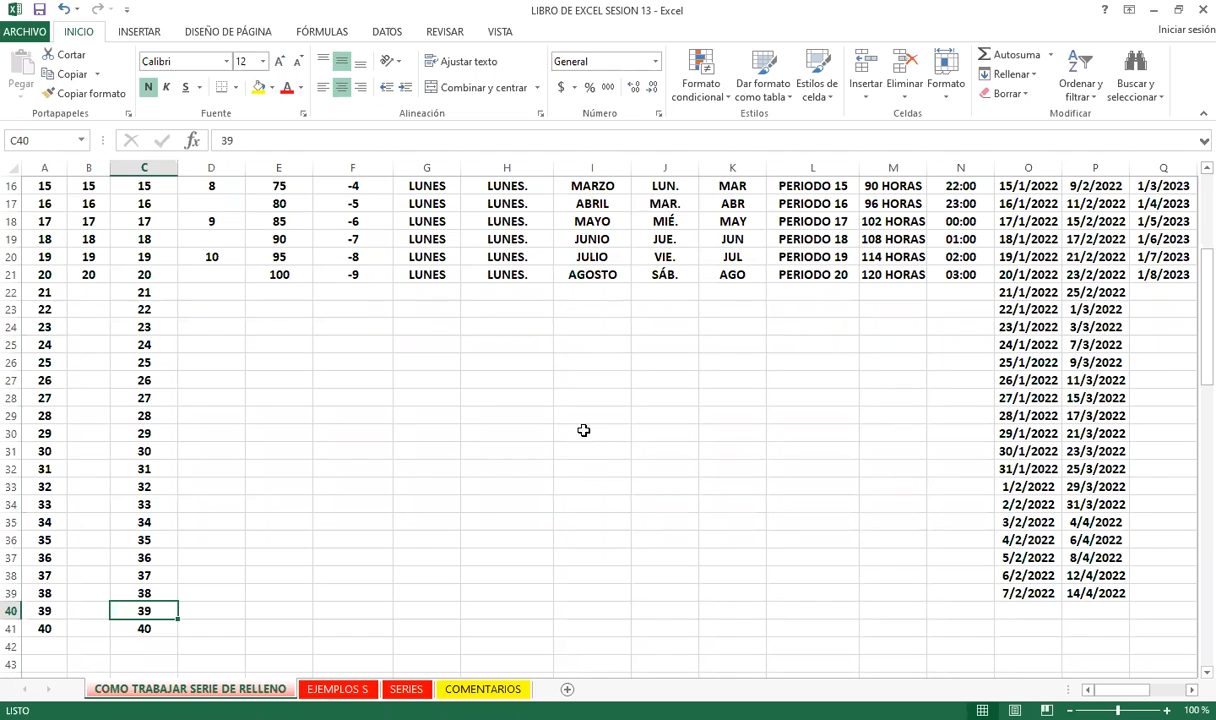 LIBRO DE EXCEL SESION 13 - Excel
ARCHIVO INICIO INSERTAR DISEÑO DE PÁGINA FÓRMULAS DATOS REVISAR VISTA Iniciar sesión
Cortar Calibri 12 Ajustar texto General Autosuma
Pegar Copiar Formato condicional Dar formato como tabla Estilos de celda Insertar Eliminar Formato Rellenar Ordenar y filtrar Buscar y seleccionar
Copiar formato N K S A Combinar y centrar $ % 000 Borrar
Portapapeles Fuente Alineación Número Estilos Celdas Modificar
C40 fx 39
A B C D E F G H I J K L M N O P Q
16 15 15 15 8 75 -4 LUNES LUNES. MARZO LUN. MAR PERIODO 15 90 HORAS 22:00 15/1/2022 9/2/2022 1/3/2023
17 16 16 16 80 -5 LUNES LUNES. ABRIL MAR. ABR PERIODO 16 96 HORAS 23:00 16/1/2022 11/2/2022 1/4/2023
18 17 17 17 9 85 -6 LUNES LUNES. MAYO MIÉ. MAY PERIODO 17 102 HORAS 00:00 17/1/2022 15/2/2022 1/5/2023
19 18 18 18 90 -7 LUNES LUNES. JUNIO JUE. JUN PERIODO 18 108 HORAS 01:00 18/1/2022 17/2/2022 1/6/2023
20 19 19 19 10 95 -8 LUNES LUNES. JULIO VIE. JUL PERIODO 19 114 HORAS 02:00 19/1/2022 21/2/2022 1/7/2023
21 20 20 20 100 -9 LUNES LUNES. AGOSTO SÁB. AGO PERIODO 20 120 HORAS 03:00 20/1/2022 23/2/2022 1/8/2023
22 21 21 21/1/2022 25/2/2022
23 22 22 22/1/2022 1/3/2022
24 23 23 23/1/2022 3/3/2022
25 24 24 24/1/2022 7/3/2022
26 25 25 25/1/2022 9/3/2022
27 26 26 26/1/2022 11/3/2022
28 27 27 27/1/2022 15/3/2022
29 28 28 28/1/2022 17/3/2022
30 29 29 29/1/2022 21/3/2022
31 30 30 30/1/2022 23/3/2022
32 31 31 31/1/2022 25/3/2022
33 32 32 1/2/2022 29/3/2022
34 33 33 2/2/2022 31/3/2022
35 34 34 3/2/2022 4/4/2022
36 35 35 4/2/2022 6/4/2022
37 36 36 5/2/2022 8/4/2022
38 37 37 6/2/2022 12/4/2022
39 38 38 7/2/2022 14/4/2022
40 39 39
41 40 40
42
43
COMO TRABAJAR SERIE DE RELLENO EJEMPLOS S SERIES COMENTARIOS
LISTO 100 %